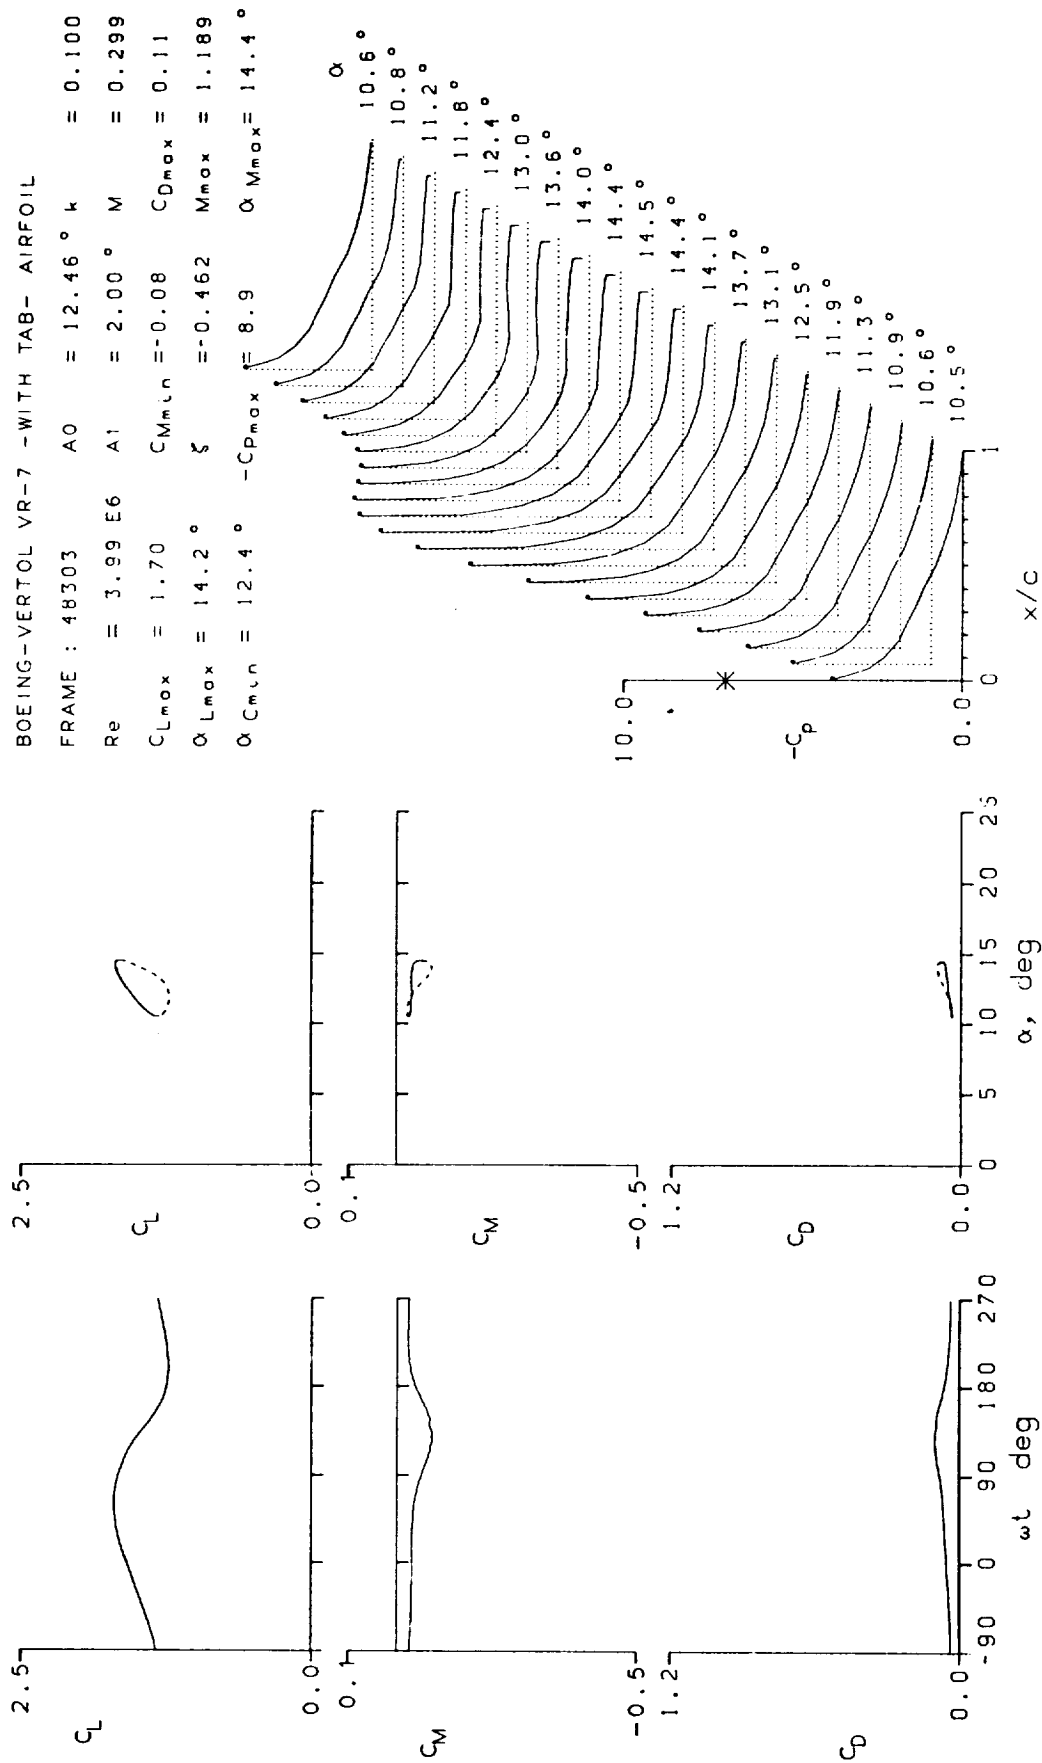 BOEING-VERTOL VR-7 -WITH TAB- AIRFOIL
FRAME : 48303 A0 = 12.46° k = 0.100
Re = 3.99 E6 A1 = 2.00° M = 0.299
CLmax = 1.70 CMmin =-0.08 CDmax = 0.11
αLmax = 14.2° ζ =-0.462 Mmax = 1.189
αCmin = 12.4° -CPmax = 8.9 αMmax = 14.4°
2.5
CL
0.0
0.1
CM
-0.5
1.2
CD
0.0
-90 0 90 180 270
ωt deg
2.5
CL
0.0
0.1
CM
-0.5
1.2
CD
0.0
0 5 10 15 20 25
α, deg
α
10.6°
10.8°
11.2°
11.8°
12.4°
13.0°
13.6°
14.0°
14.4°
14.5°
14.4°
14.1°
13.7°
13.1°
12.5°
11.9°
11.3°
10.9°
10.6°
10.5°
10.0
-Cp
0.0
0 1
x/c